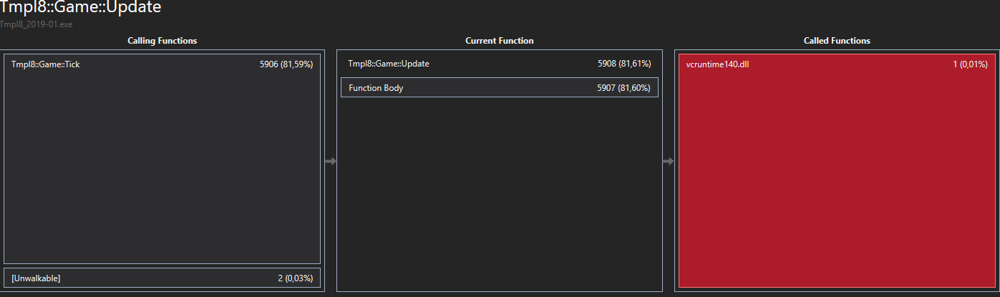 Tmpl8::Game::Update
Tmpl8_2019-01.exe
Calling Functions
Tmpl8::Game::Tick 5906 (81,59%)
[Unwalkable] 2 (0,03%)
Current Function
Tmpl8::Game::Update 5908 (81,61%)
Function Body 5907 (81,60%)
Called Functions
vcruntime140.dll 1 (0,01%)